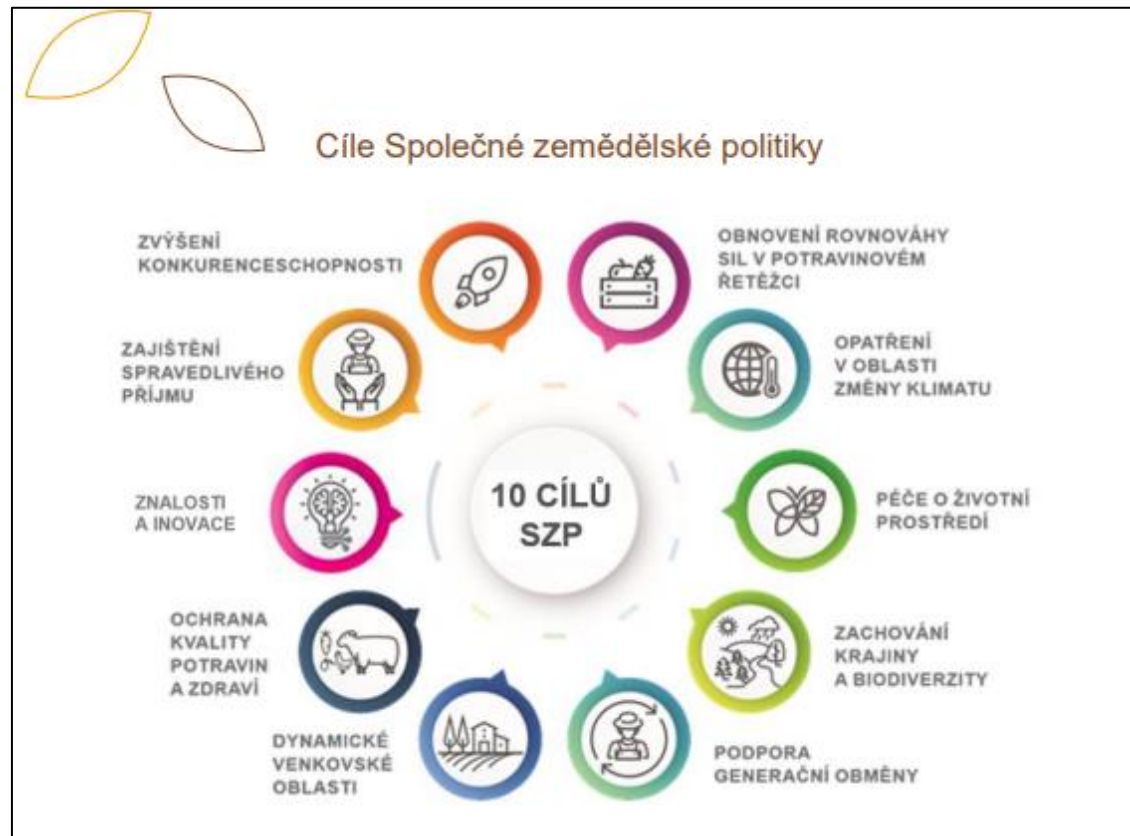 Cíle Společné zemědělské politiky
ZVÝŠENÍ
KONKURENCESCHOPNOSTI
OBNOVENÍ ROVNOVÁHY
SIL V POTRAVINOVÉM
ŘETĚZCI
ZAJIŠTĚNÍ
SPRAVEDLIVÉHO
PŘÍJMU
OPATŘENÍ
V OBLASTI
ZMĚNY KLIMATU
ZNALOSTI
A INOVACE
10 CÍLŮ
SZP
PÉČE O ŽIVOTNÍ
PROSTŘEDÍ
OCHRANA
KVALITY
POTRAVIN
A ZDRAVÍ
ZACHOVÁNÍ
KRAJINY
A BIODIVERZITY
DYNAMICKÉ
VENKOVSKÉ
OBLASTI
PODPORA
GENERAČNÍ OBMĚNY